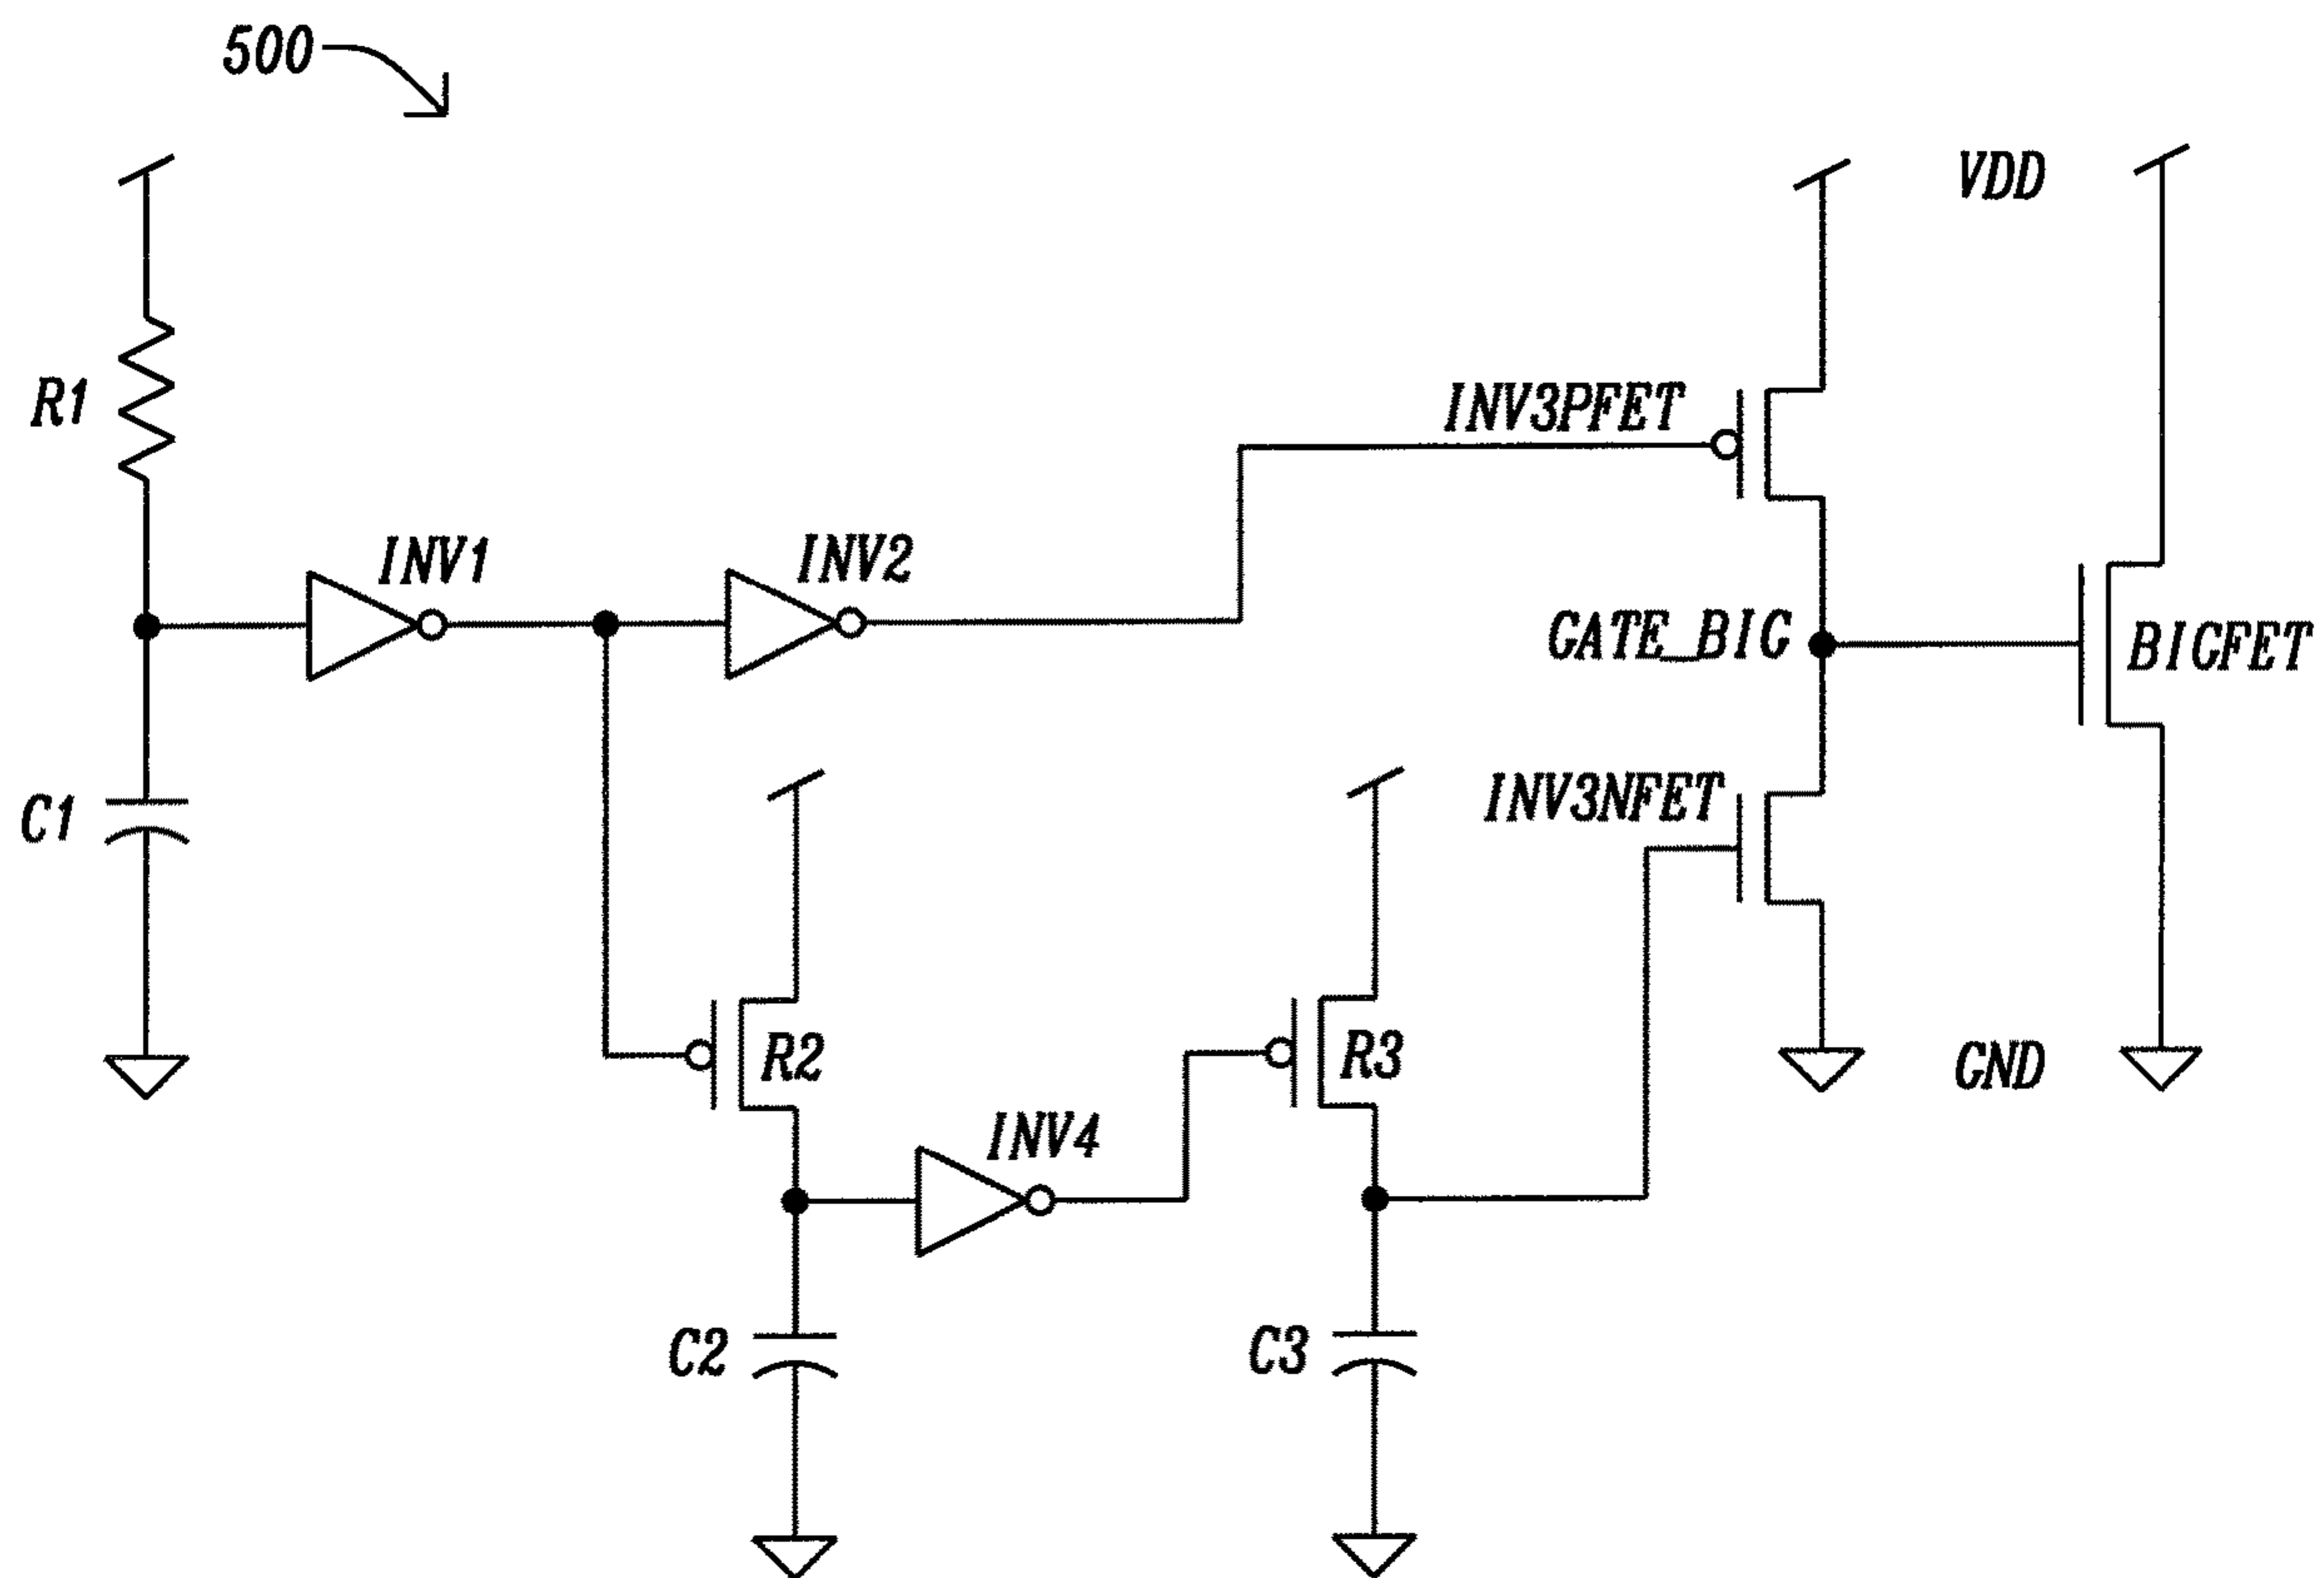 500
VDD
R1
INV3PFET
INV1
INV2
GATE_BIG
BIGFET
C1
INV3NFET
R2
R3
GND
INV4
C2
C3